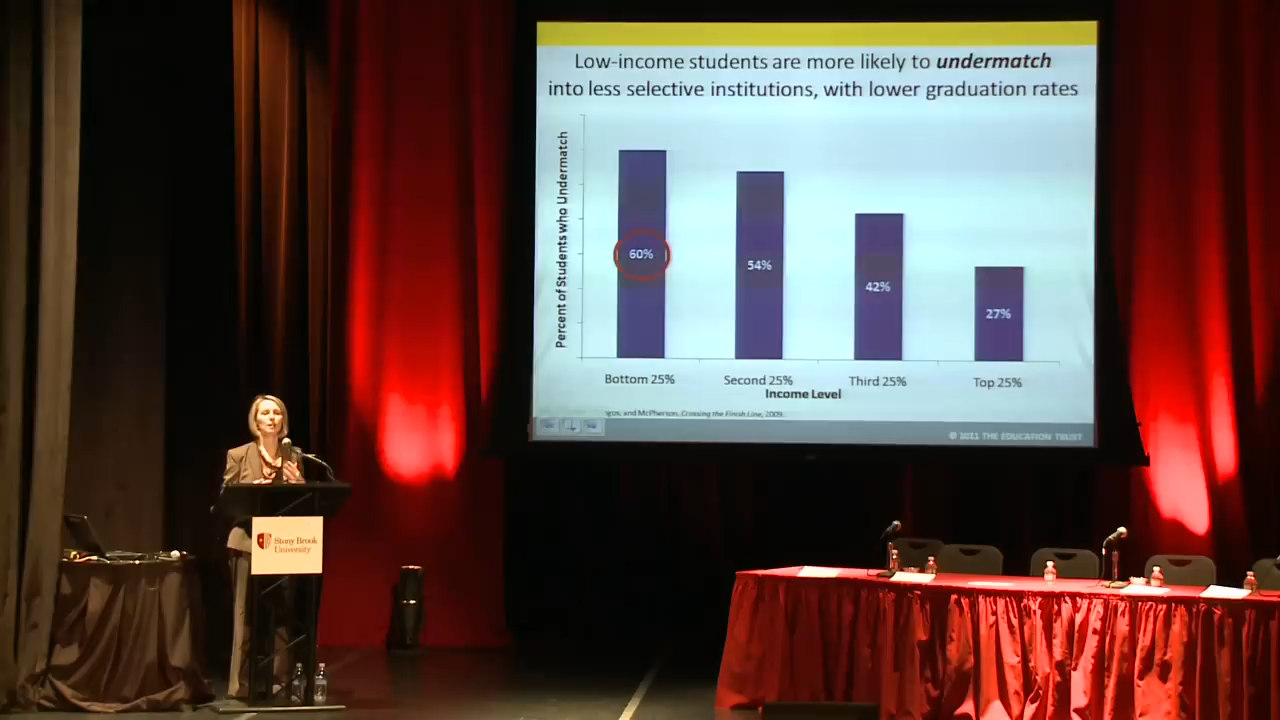 Low-income students are more likely to undermatch
into less selective institutions, with lower graduation rates
Percent of Students who Undermatch
60%
54%
42%
27%
Bottom 25%
Second 25%
Third 25%
Top 25%
Income Level
and McPherson, Crossing the Finish Line, 2009.
© 2011 THE EDUCATION TRUST
Stony Brook
University